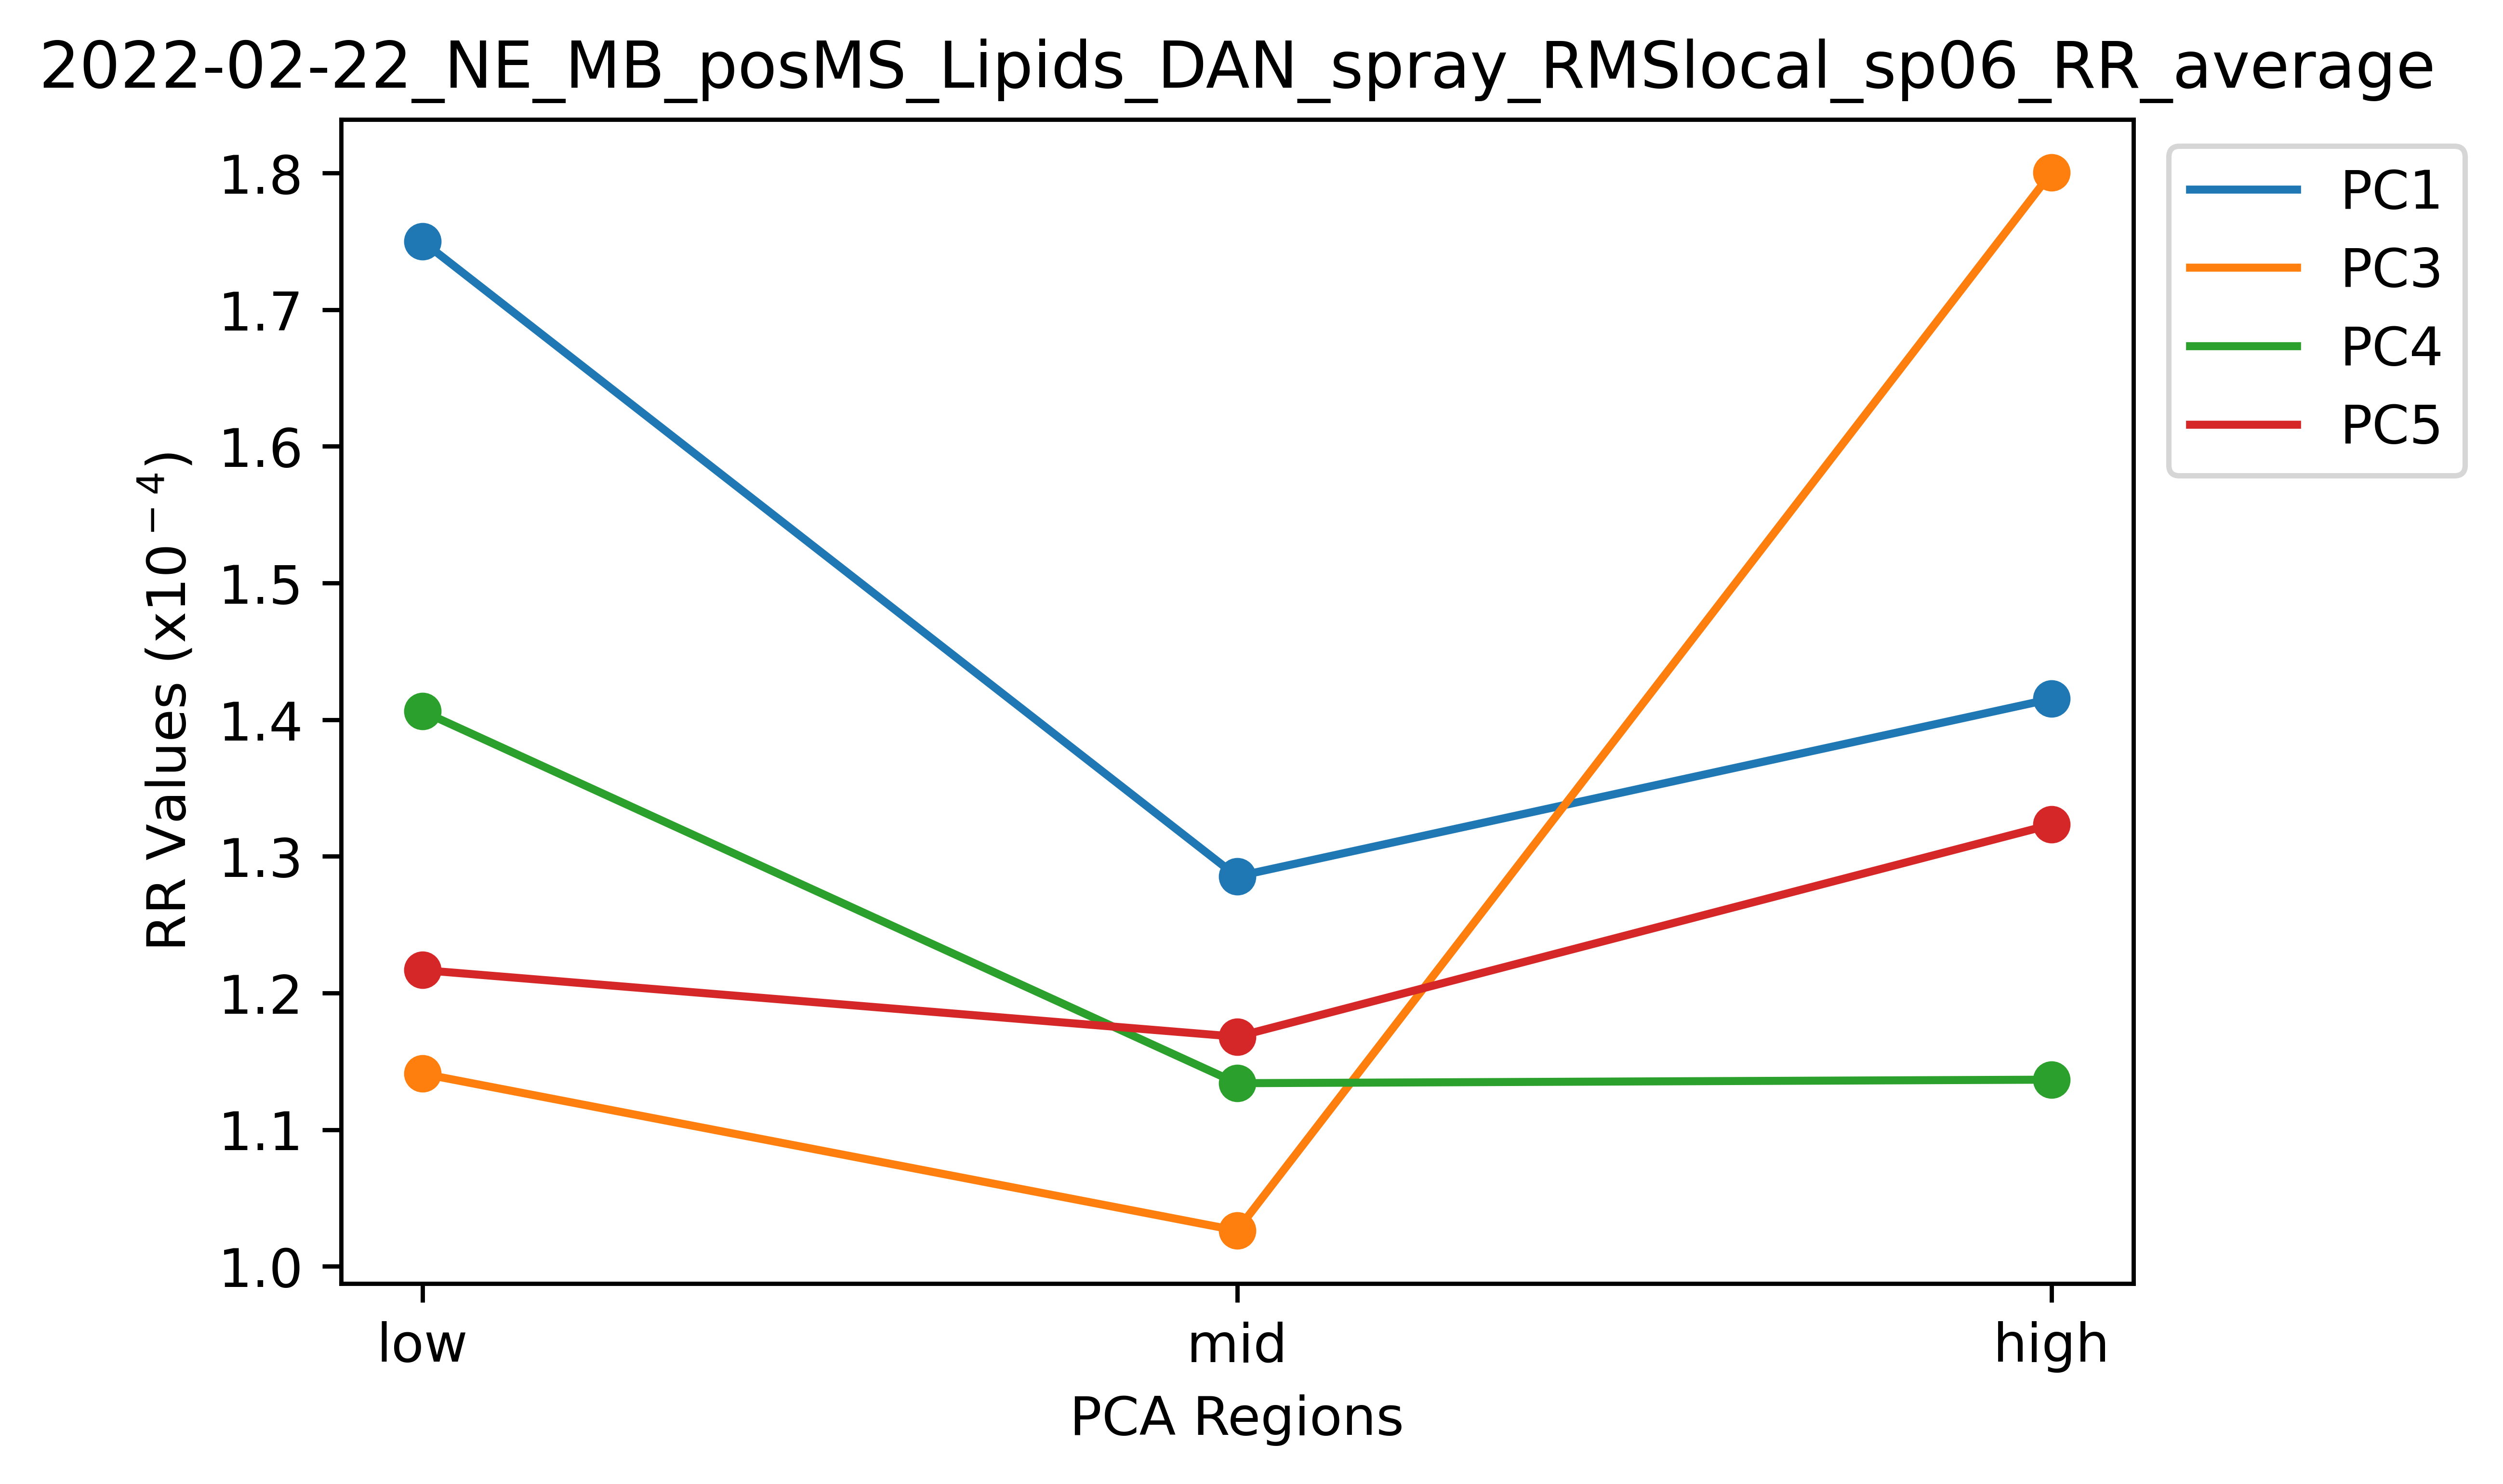 2022-02-22_NE_MB_posMS_Lipids_DAN_spray_RMSlocal_sp06_RR_average
PC1
PC3
PC4
PC5
RR Values (x10⁻⁴)
1.8
1.7
1.6
1.5
1.4
1.3
1.2
1.1
1.0
low mid high
PCA Regions